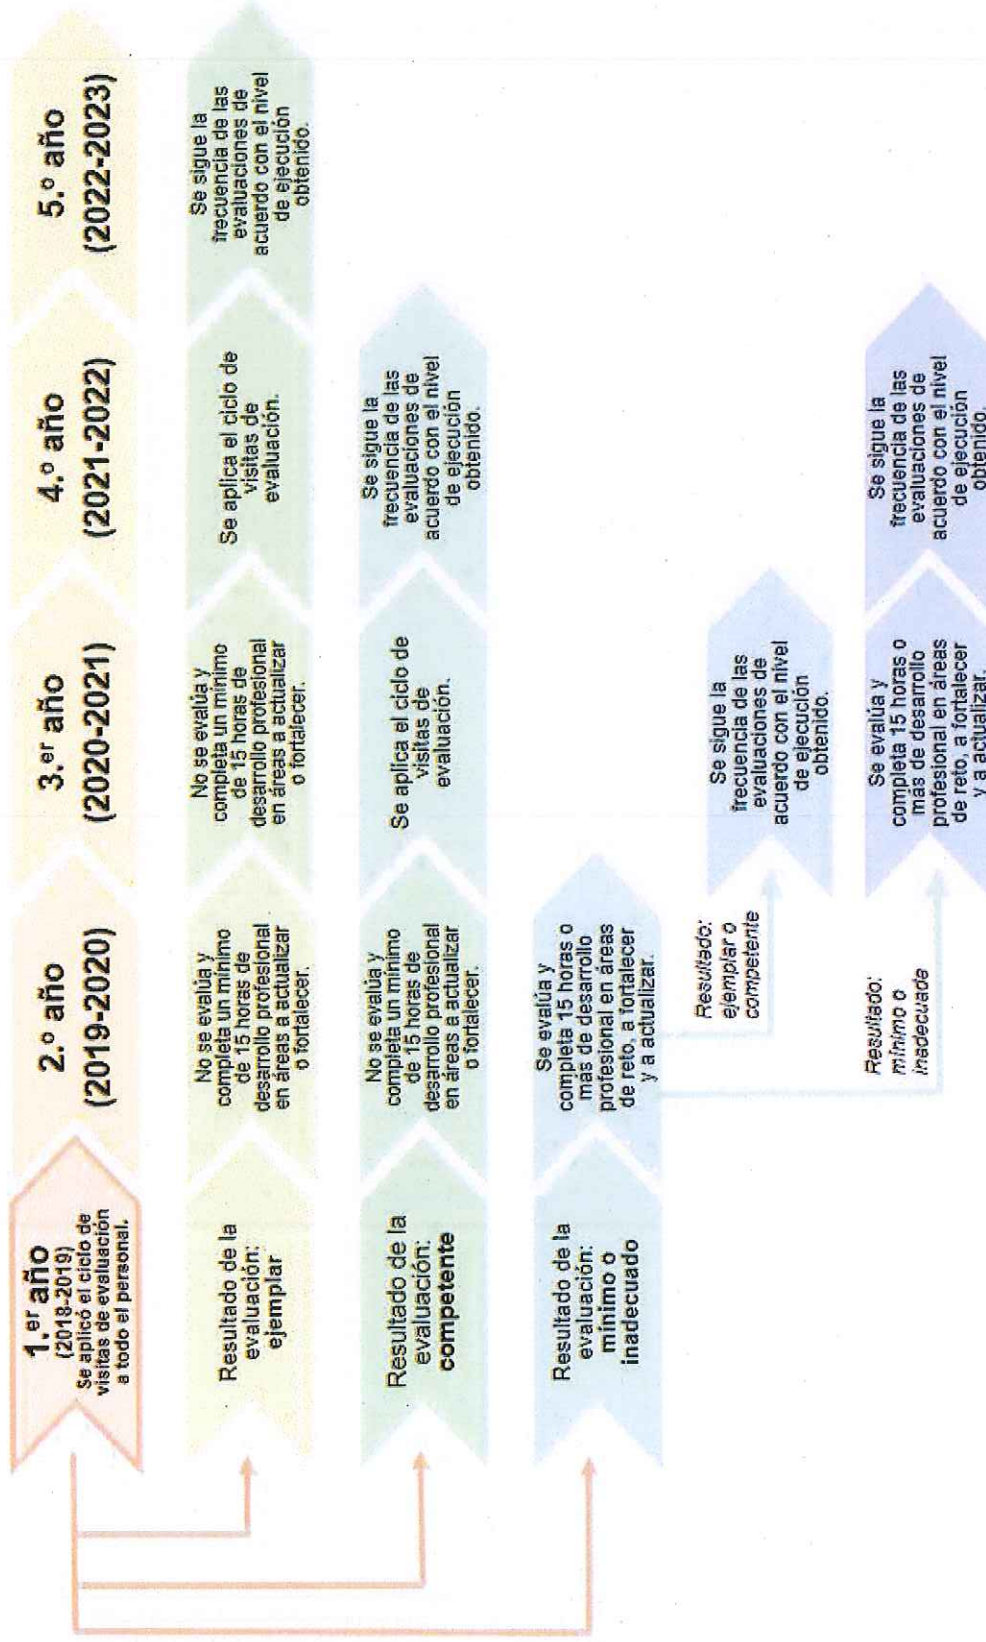 1.er año
(2018-2019)
Se aplicó el ciclo de
visitas de evaluación
a todo el personal.
2.º año
(2019-2020)
3.er año
(2020-2021)
4.º año
(2021-2022)
5.º año
(2022-2023)
Resultado de la
evaluación:
ejemplar
No se evalúa y
completa un mínimo
de 15 horas de
desarrollo profesional
en áreas a actualizar
o fortalecer.
No se evalúa y
completa un mínimo
de 15 horas de
desarrollo profesional
en áreas a actualizar
o fortalecer.
Se aplica el ciclo de
visitas de
evaluación.
Se sigue la
frecuencia de las
evaluaciones de
acuerdo con el nivel
de ejecución
obtenido.
Resultado de la
evaluación:
competente
No se evalúa y
completa un mínimo
de 15 horas de
desarrollo profesional
en áreas a actualizar
o fortalecer.
Se aplica el ciclo de
visitas de
evaluación.
Se sigue la
frecuencia de las
evaluaciones de
acuerdo con el nivel
de ejecución
obtenido.
Resultado de la
evaluación:
mínimo o
inadecuado
Se evalúa y
completa 15 horas o
más de desarrollo
profesional en áreas
de reto, a fortalecer
y a actualizar.
Resultado:
ejemplar o
competente
Se sigue la
frecuencia de las
evaluaciones de
acuerdo con el nivel
de ejecución
obtenido.
Resultado:
mínimo o
inadecuade
Se evalúa y
completa 15 horas o
más de desarrollo
profesional en áreas
de reto, a fortalecer
y a actualizar.
Se sigue la
frecuencia de las
evaluaciones de
acuerdo con el nivel
de ejecución
obtenido.